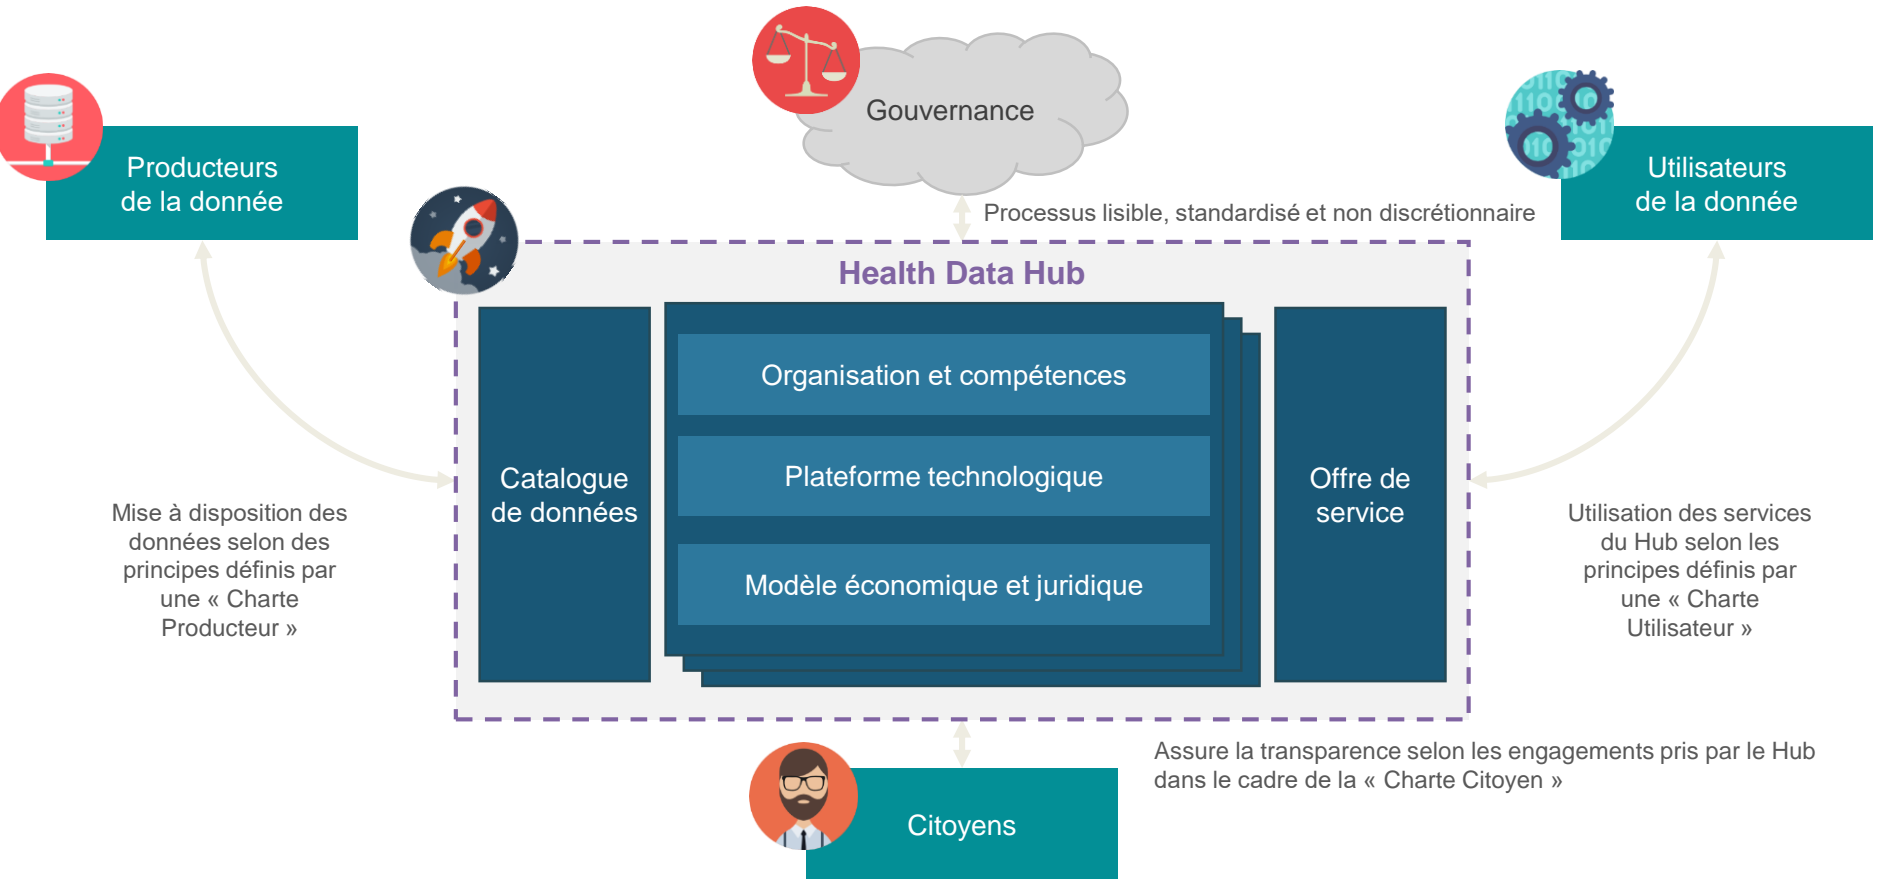 Gouvernance
Producteurs
de la donnée
Utilisateurs
de la donnée
Processus lisible, standardisé et non discrétionnaire
Health Data Hub
Catalogue
de données
Organisation et compétences
Plateforme technologique
Modèle économique et juridique
Offre de
service
Mise à disposition des
données selon des
principes définis par
une « Charte
Producteur »
Utilisation des services
du Hub selon les
principes définis par
une « Charte
Utilisateur »
Assure la transparence selon les engagements pris par le Hub
dans le cadre de la « Charte Citoyen »
Citoyens